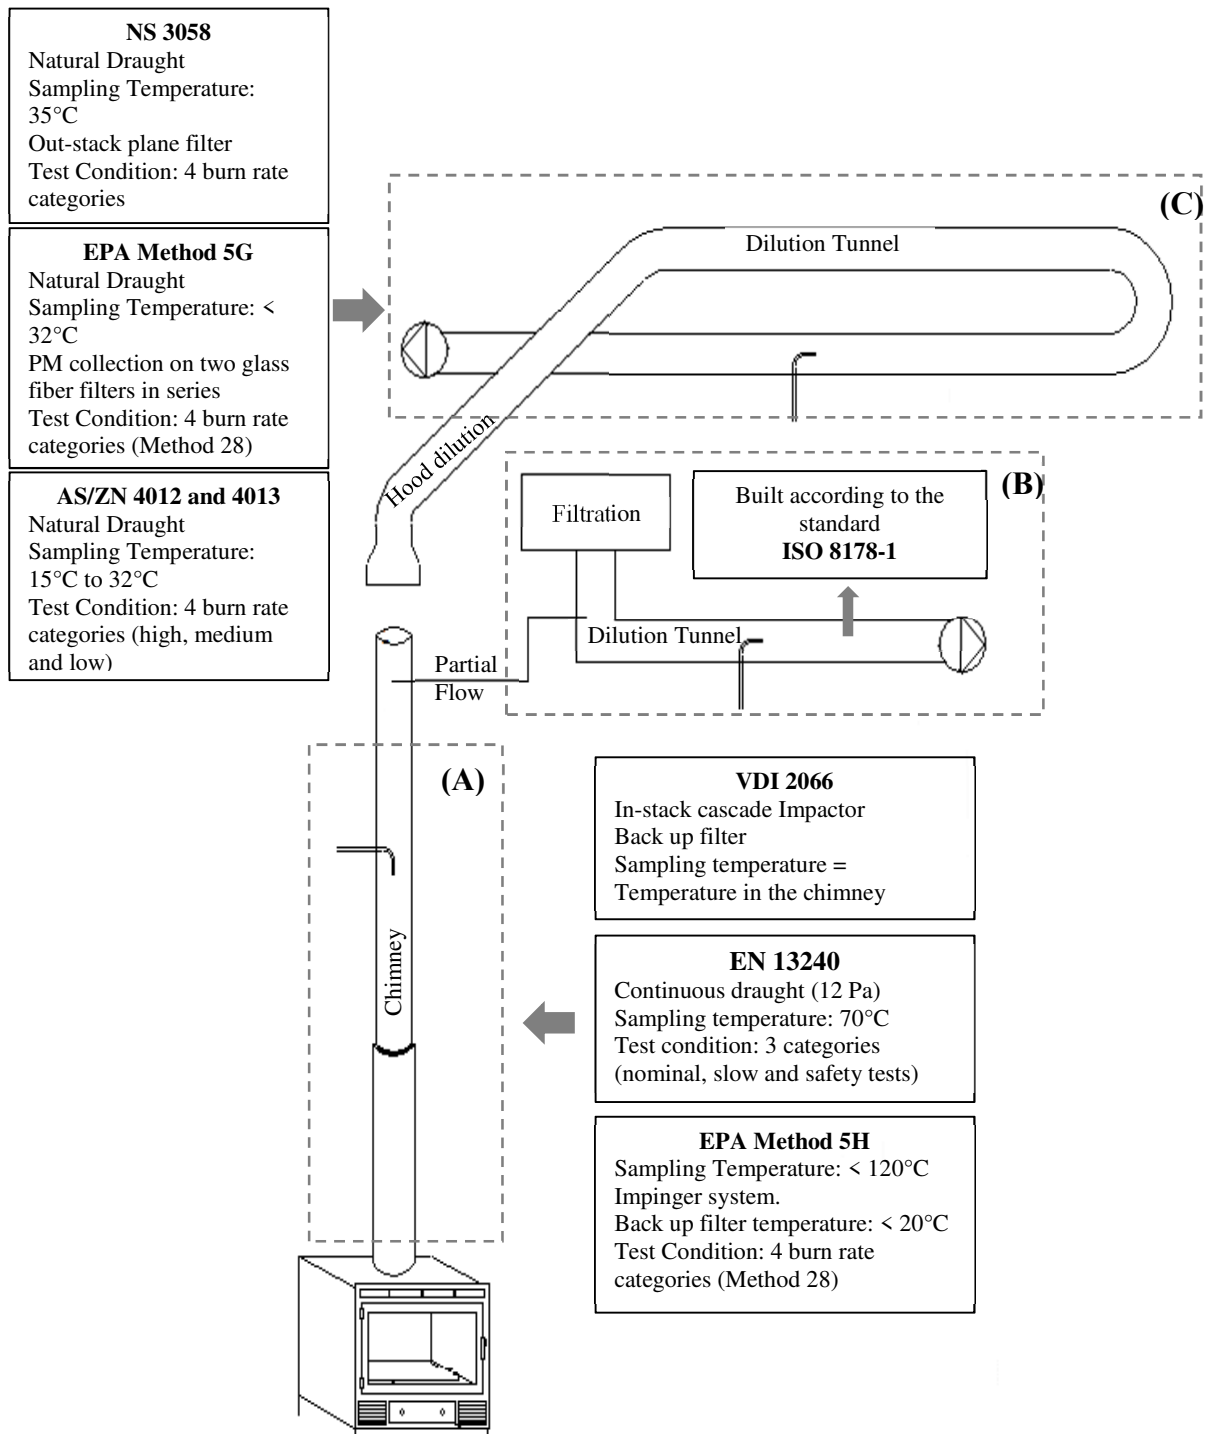 NS 3058
Natural Draught
Sampling Temperature:
35°C
Out-stack plane filter
Test Condition: 4 burn rate
categories
EPA Method 5G
Natural Draught
Sampling Temperature: <
32°C
PM collection on two glass
fiber filters in series
Test Condition: 4 burn rate
categories (Method 28)
AS/ZN 4012 and 4013
Natural Draught
Sampling Temperature:
15°C to 32°C
Test Condition: 4 burn rate
categories (high, medium
and low)
(C)
Dilution Tunnel
Hood dilution
(B)
Filtration
Built according to the
standard
ISO 8178-1
Dilution Tunnel
Partial
Flow
(A)
Chimney
VDI 2066
In-stack cascade Impactor
Back up filter
Sampling temperature =
Temperature in the chimney
EN 13240
Continuous draught (12 Pa)
Sampling temperature: 70°C
Test condition: 3 categories
(nominal, slow and safety tests)
EPA Method 5H
Sampling Temperature: < 120°C
Impinger system.
Back up filter temperature: < 20°C
Test Condition: 4 burn rate
categories (Method 28)